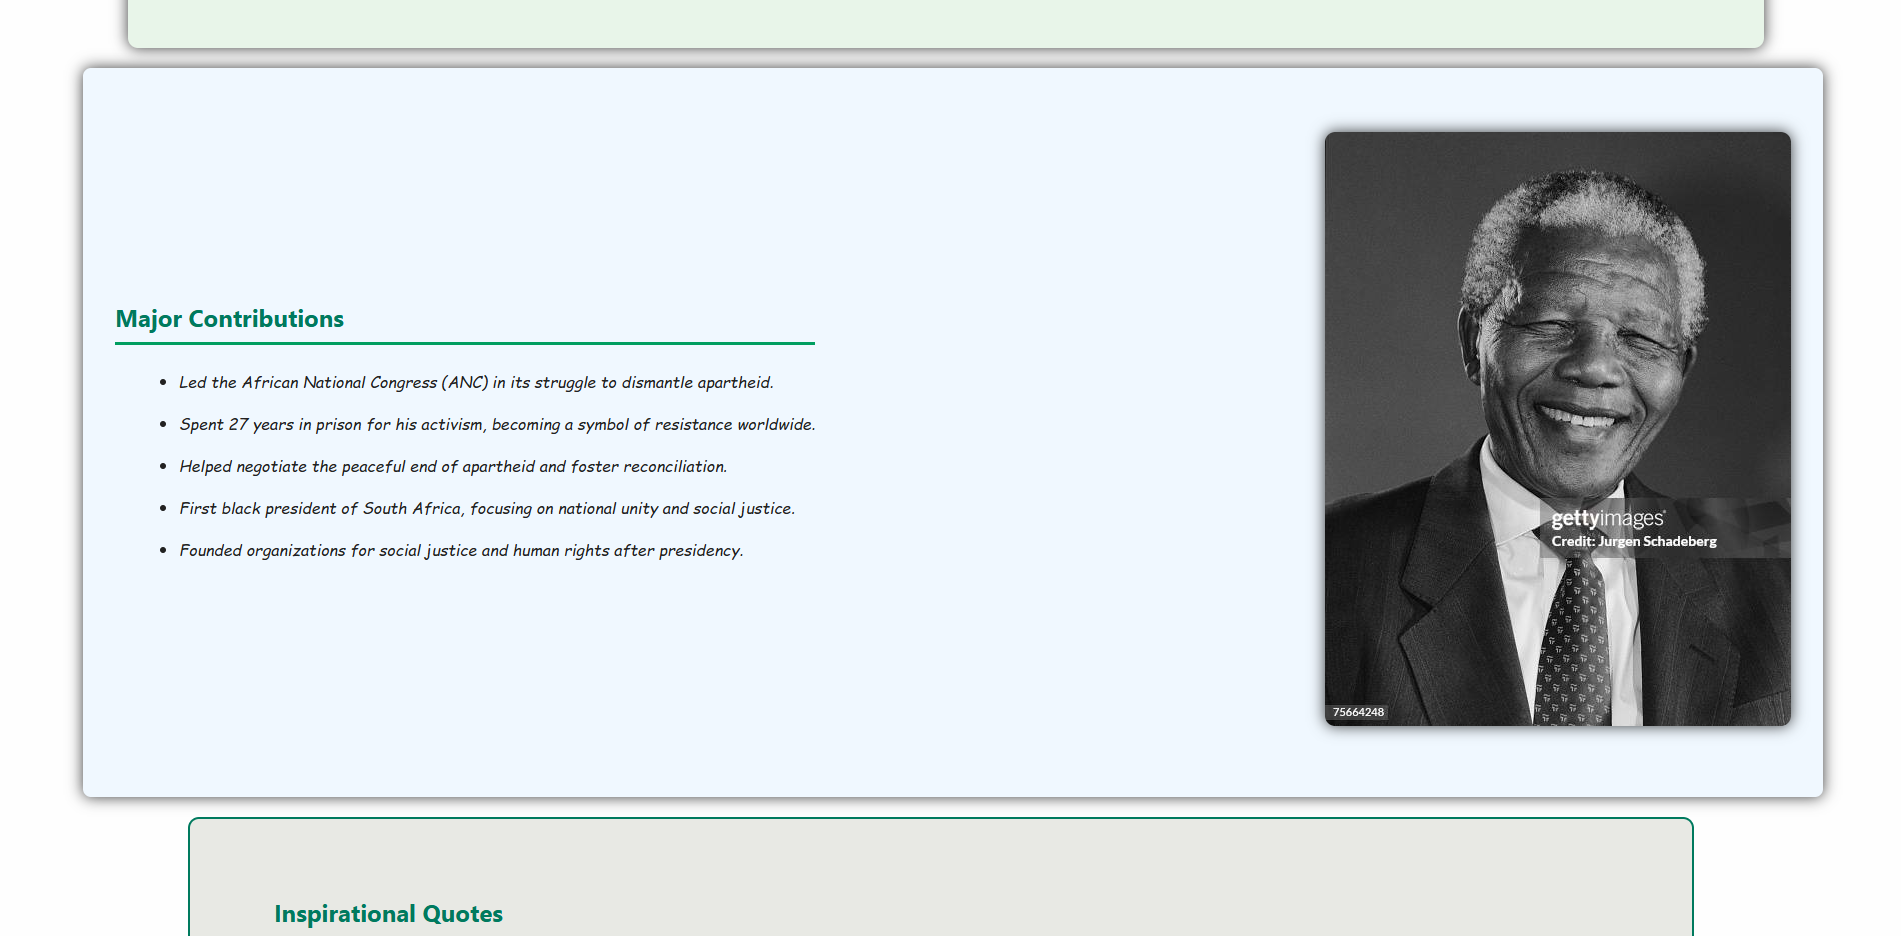 Major Contributions
Led the African National Congress (ANC) in its struggle to dismantle apartheid.
Spent 27 years in prison for his activism, becoming a symbol of resistance worldwide.
Helped negotiate the peaceful end of apartheid and foster reconciliation.
First black president of South Africa, focusing on national unity and social justice.
Founded organizations for social justice and human rights after presidency.
gettyimages®
Credit: Jurgen Schadeberg
75664248
Inspirational Quotes